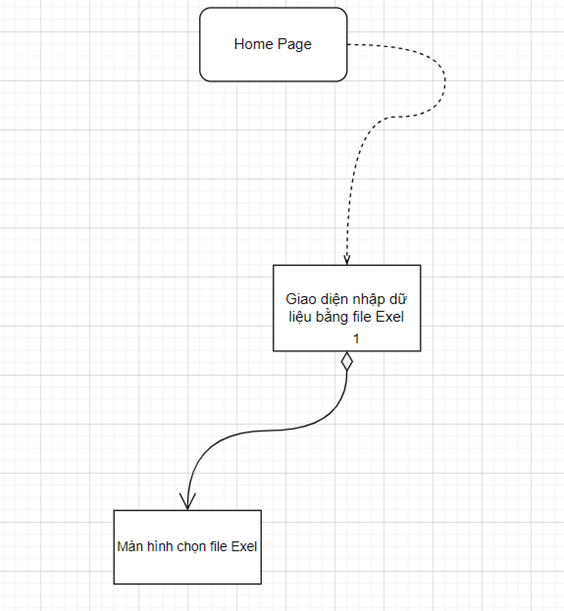 Home Page
Giao diện nhập dữ
liệu bằng file Exel
1
Màn hình chọn file Exel